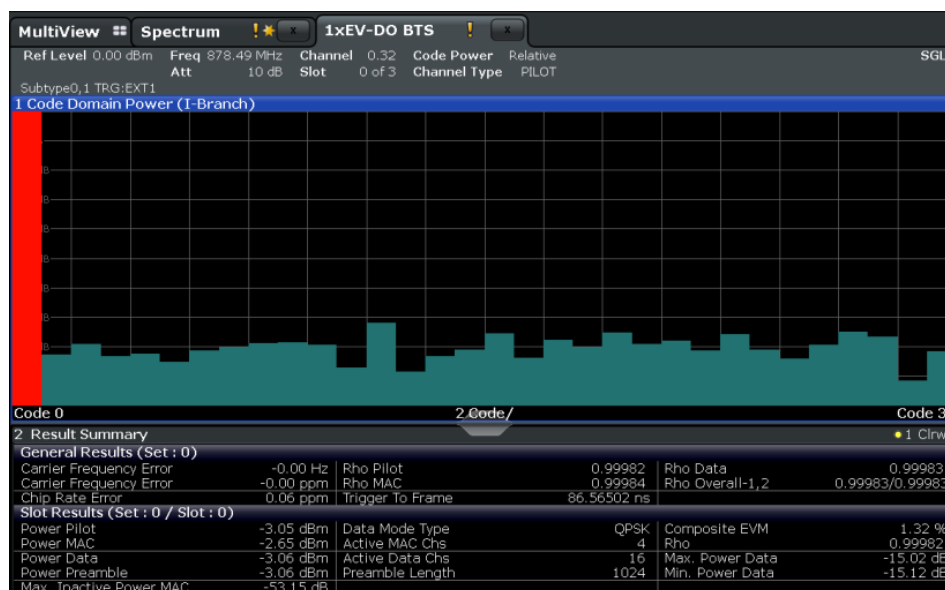 MultiView Spectrum ! x 1xEV-DO BTS ! x
Ref Level 0.00 dBm Freq 878.49 MHz Channel 0.32 Code Power Relative SGL
Att 10 dB Slot 0 of 3 Channel Type PILOT
Subtype0,1 TRG:EXT1
1 Code Domain Power (I-Branch)
Code 0 2 Code/ Code 3
2 Result Summary 1 Clrw
General Results (Set : 0)
Carrier Frequency Error -0.00 Hz Rho Pilot 0.99982 Rho Data 0.99983
Carrier Frequency Error -0.00 ppm Rho MAC 0.99984 Rho Overall-1,2 0.99983/0.99983
Chip Rate Error 0.06 ppm Trigger To Frame 86.56502 ns
Slot Results (Set : 0 / Slot : 0)
Power Pilot -3.05 dBm Data Mode Type QPSK Composite EVM 1.32 %
Power MAC -2.65 dBm Active MAC Chs 4 Rho 0.99982
Power Data -3.06 dBm Active Data Chs 16 Max. Power Data -15.02 dB
Power Preamble -3.06 dBm Preamble Length 1024 Min. Power Data -15.12 dB
Max. Inactive Power MAC -53.15 dB